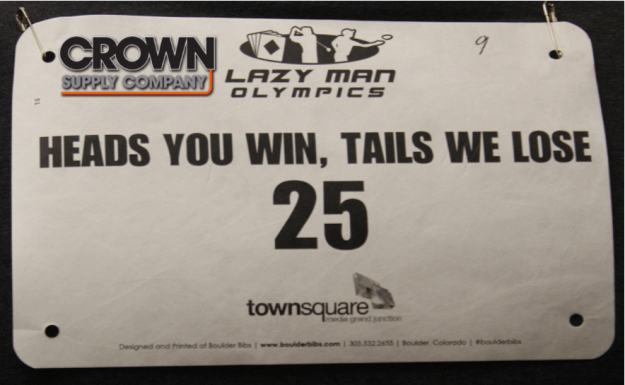 CROWN
SUPPLY COMPANY
LAZY MAN
OLYMPICS
9
HEADS YOU WIN, TAILS WE LOSE
25
townsquare
media grand junction
Designed and Printed at Boulder Bibs | www.boulderbibs.com | 303.532.2655 | Boulder, Colorado | #boulderbibs